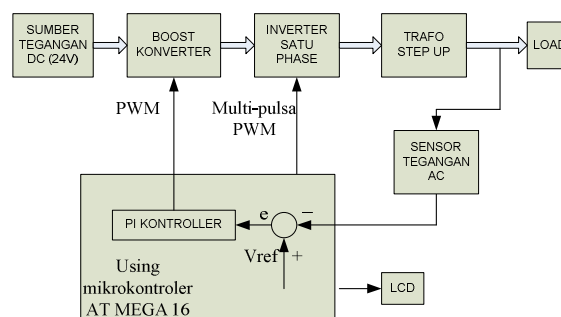 SUMBER
TEGANGAN
DC (24V)
BOOST
KONVERTER
INVERTER
SATU
PHASE
TRAFO
STEP UP
LOAD
PWM
Multi-pulsa
PWM
SENSOR
TEGANGAN
AC
PI KONTROLLER
e
−
Vref
+
Using
mikrokontroler
AT MEGA 16
LCD